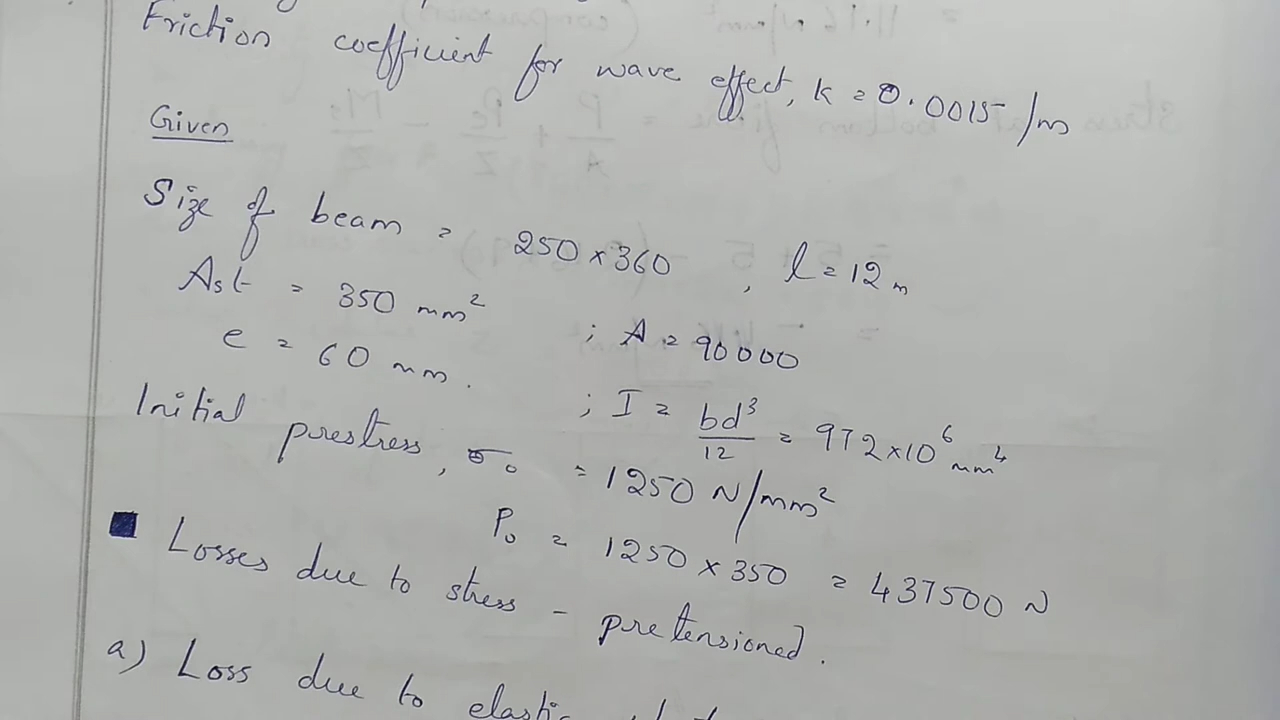 Friction coefficient for wave effect, k = 0.0015/m
Given
Size of beam = 250 × 360 , l = 12 m
Ast = 350 mm² ; A = 90000
e = 60 mm. ; I = bd³/12 = 972×10⁶ mm⁴
Initial prestress, σ₀ = 1250 N/mm²
P₀ = 1250 × 350 = 437500 N
Losses due to stress - pretensioned.
a) Loss due to elastic